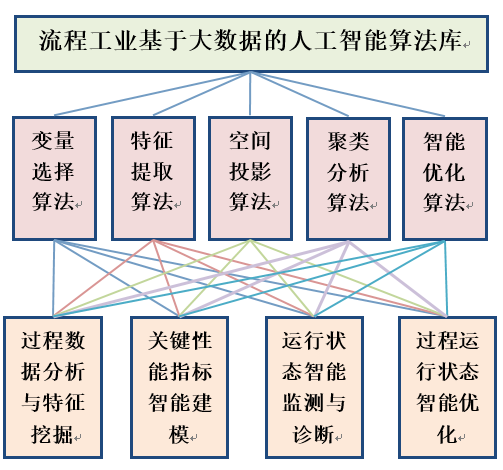 流程工业基于大数据的人工智能算法库
变量
选择
算法
特征
提取
算法
空间
投影
算法
聚类
分析
算法
智能
优化
算法
过程数
据分析
与特征
挖掘
关键性
能指标
智能建
模
运行状
态智能
监测与
诊断
过程运
行状态
智能优
化